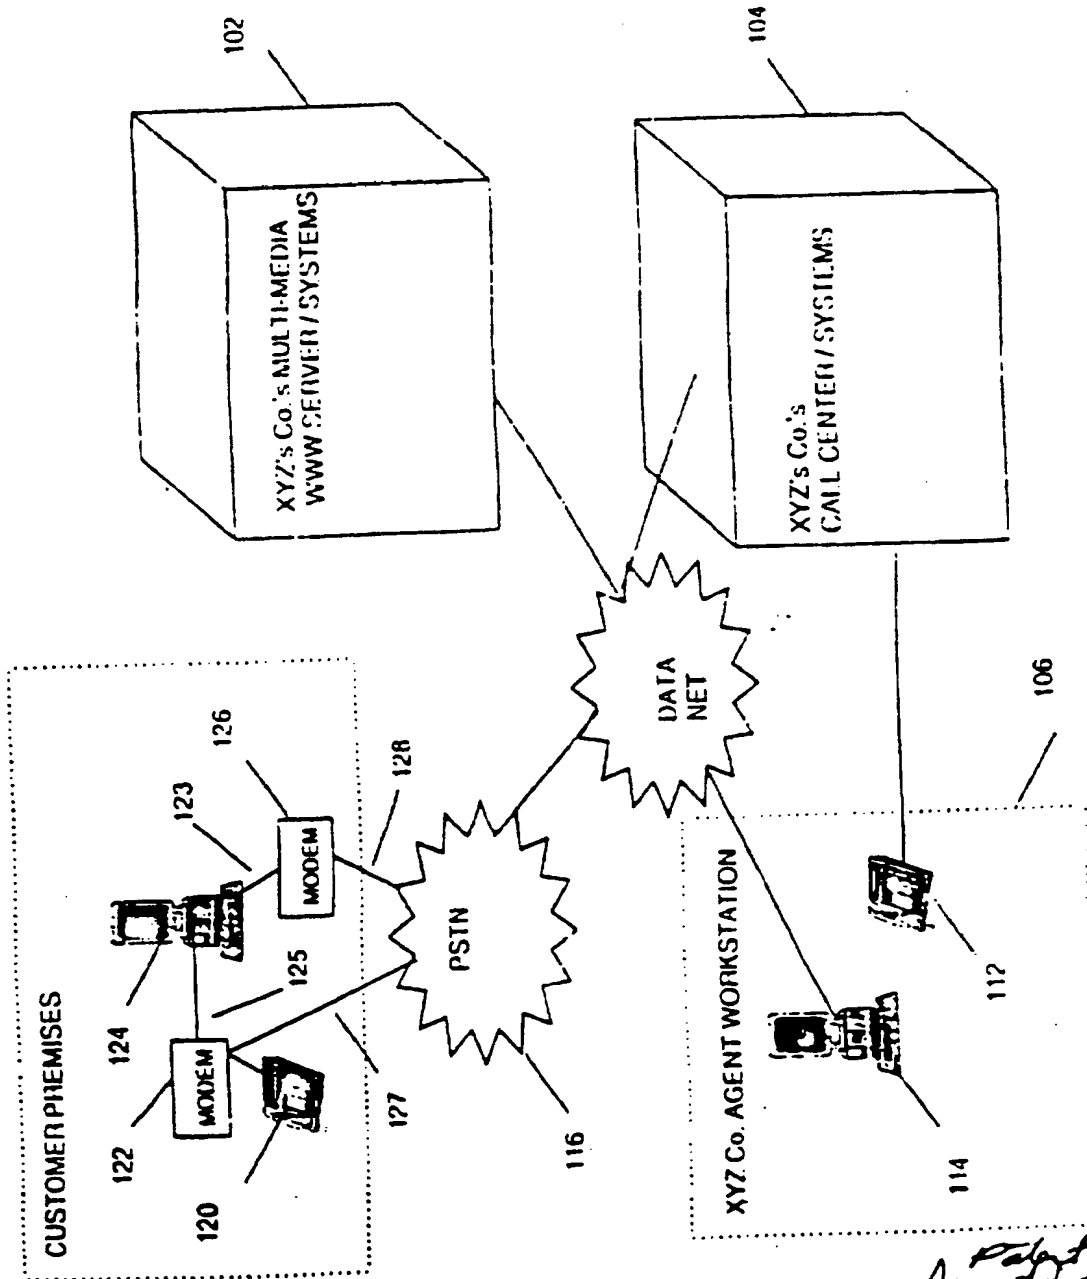 CUSTOMER PREMISES
122
124
123
126
MODEM
125
MODEM
128
120
127
PSTN
116
XYZ's Co.'s MULTI-MEDIA
WWW SERVER / SYSTEMS
102
DATA
NET
XYZ's Co.'s
CALL CENTER / SYSTEMS
104
XYZ Co. AGENT WORKSTATION
106
114
112